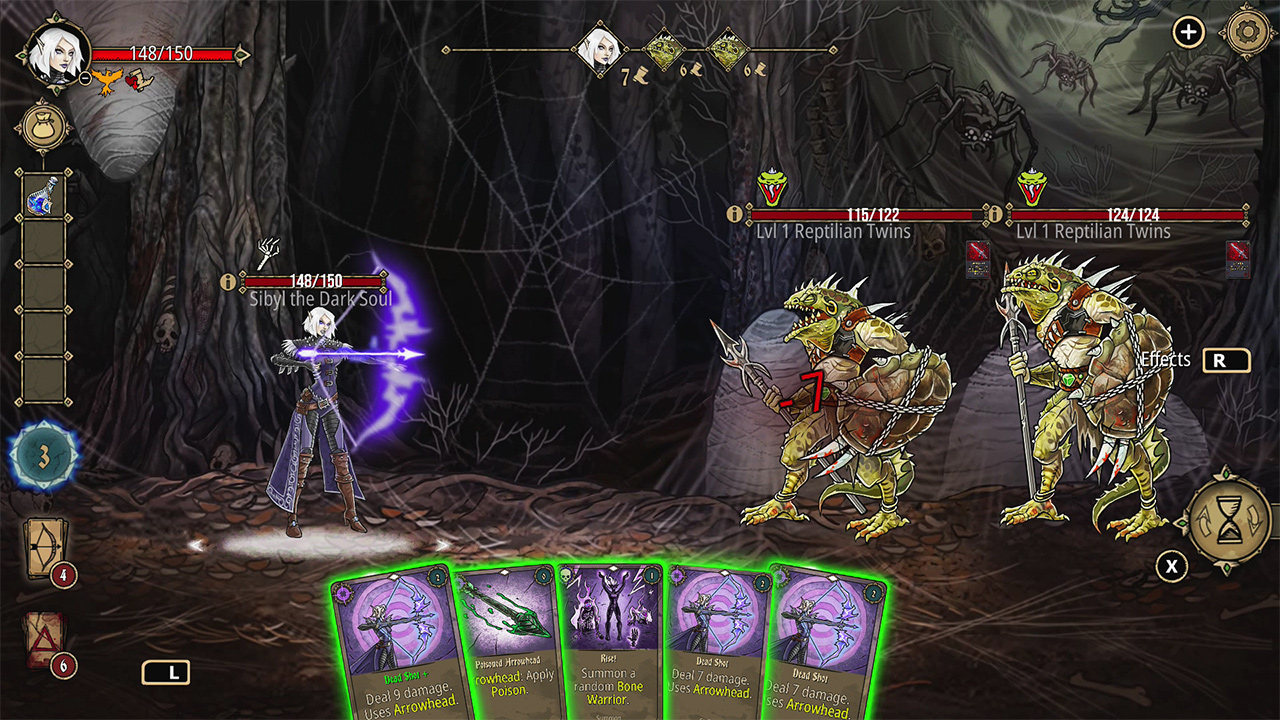 148/150
7
6
6
115/122
Lvl 1 Reptilian Twins
124/124
Lvl 1 Reptilian Twins
148/150
Sibyl the Dark Soul
-7
Effects
R
3
4
6
L
X
2
Dead Shot +
Deal 9 damage.
Uses Arrowhead.
Poisoned Arrowhead
rowhead: Apply
Poison.
1
Rise!
Summon a
random Bone
Warrior.
Summon
2
Dead Shot
Deal 7 damage.
Uses Arrowhead.
2
Dead Shot
Deal 7 damage.
ses Arrowhead.